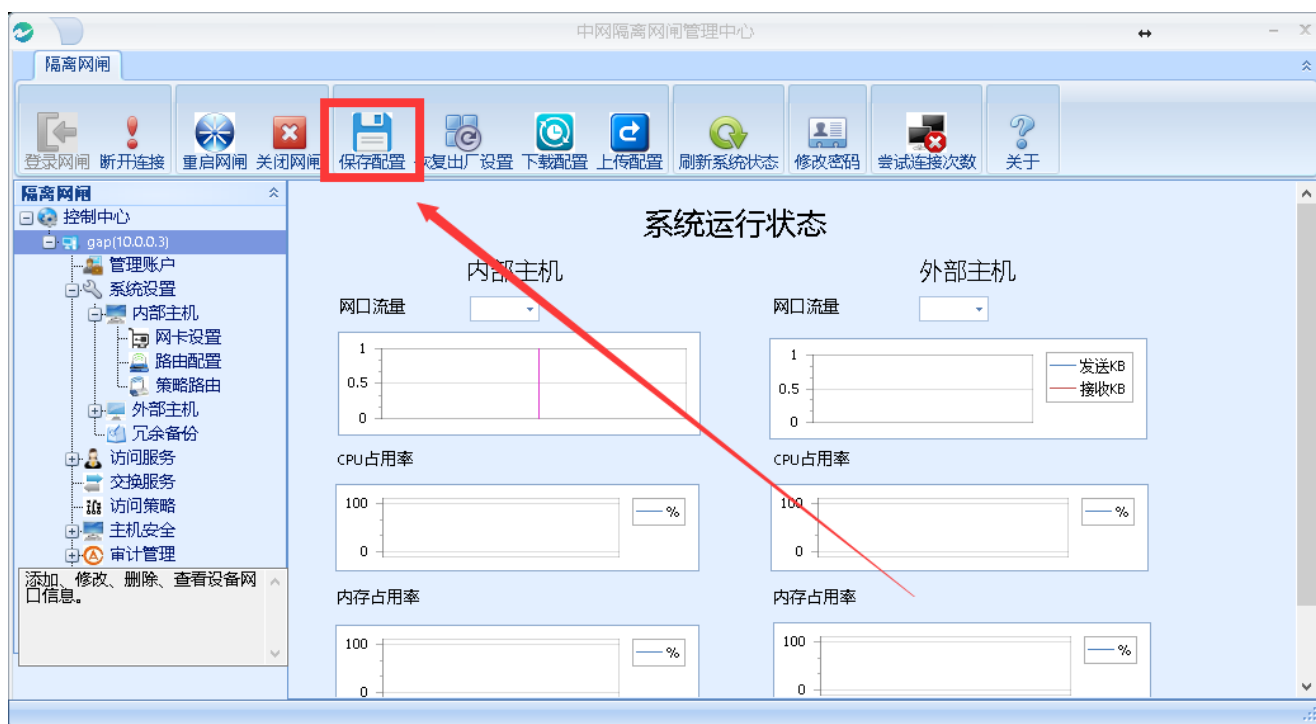 中网隔离网闸管理中心
隔离网闸
登录网闸 断开连接 重启网闸 关闭网闸 保存配置 恢复出厂设置 下载配置 上传配置 刷新系统状态 修改密码 尝试连接次数 关于
隔离网闸
控制中心
gap(10.0.0.3)
管理账户
系统设置
内部主机
网卡设置
路由配置
策略路由
外部主机
冗余备份
访问服务
交换服务
访问策略
主机安全
审计管理
添加、修改、删除、查看设备网
口信息。
系统运行状态
内部主机 外部主机
网口流量 网口流量
1 1
发送KB
0.5 0.5
接收KB
0 0
CPU占用率 CPU占用率
100 100
% %
0 0
内存占用率 内存占用率
100 100
% %
0 0